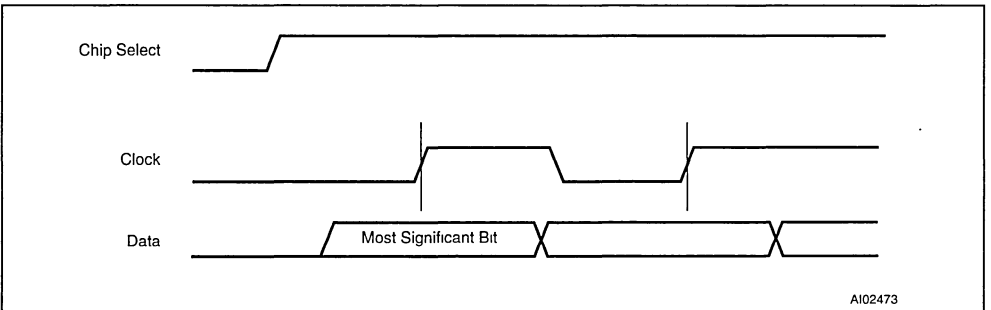 Chip Select
Clock
Data
Most Significant Bit
AI02473